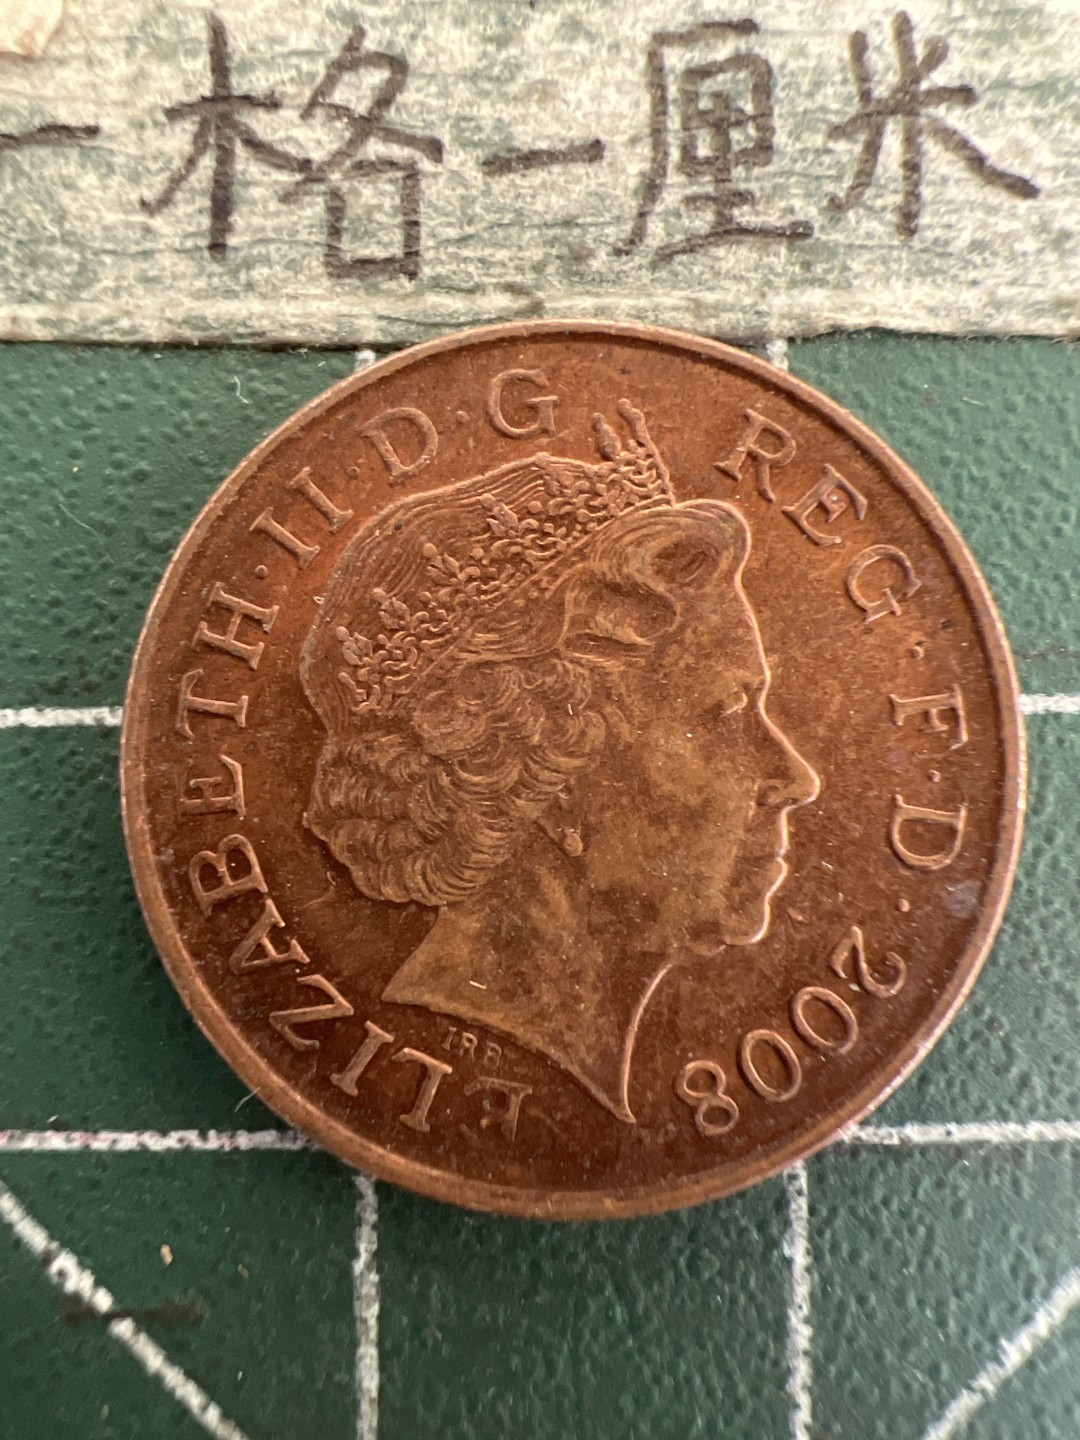 一格一厘米
ELIZABETH·II·D·G REG·F·D·2008
IRB